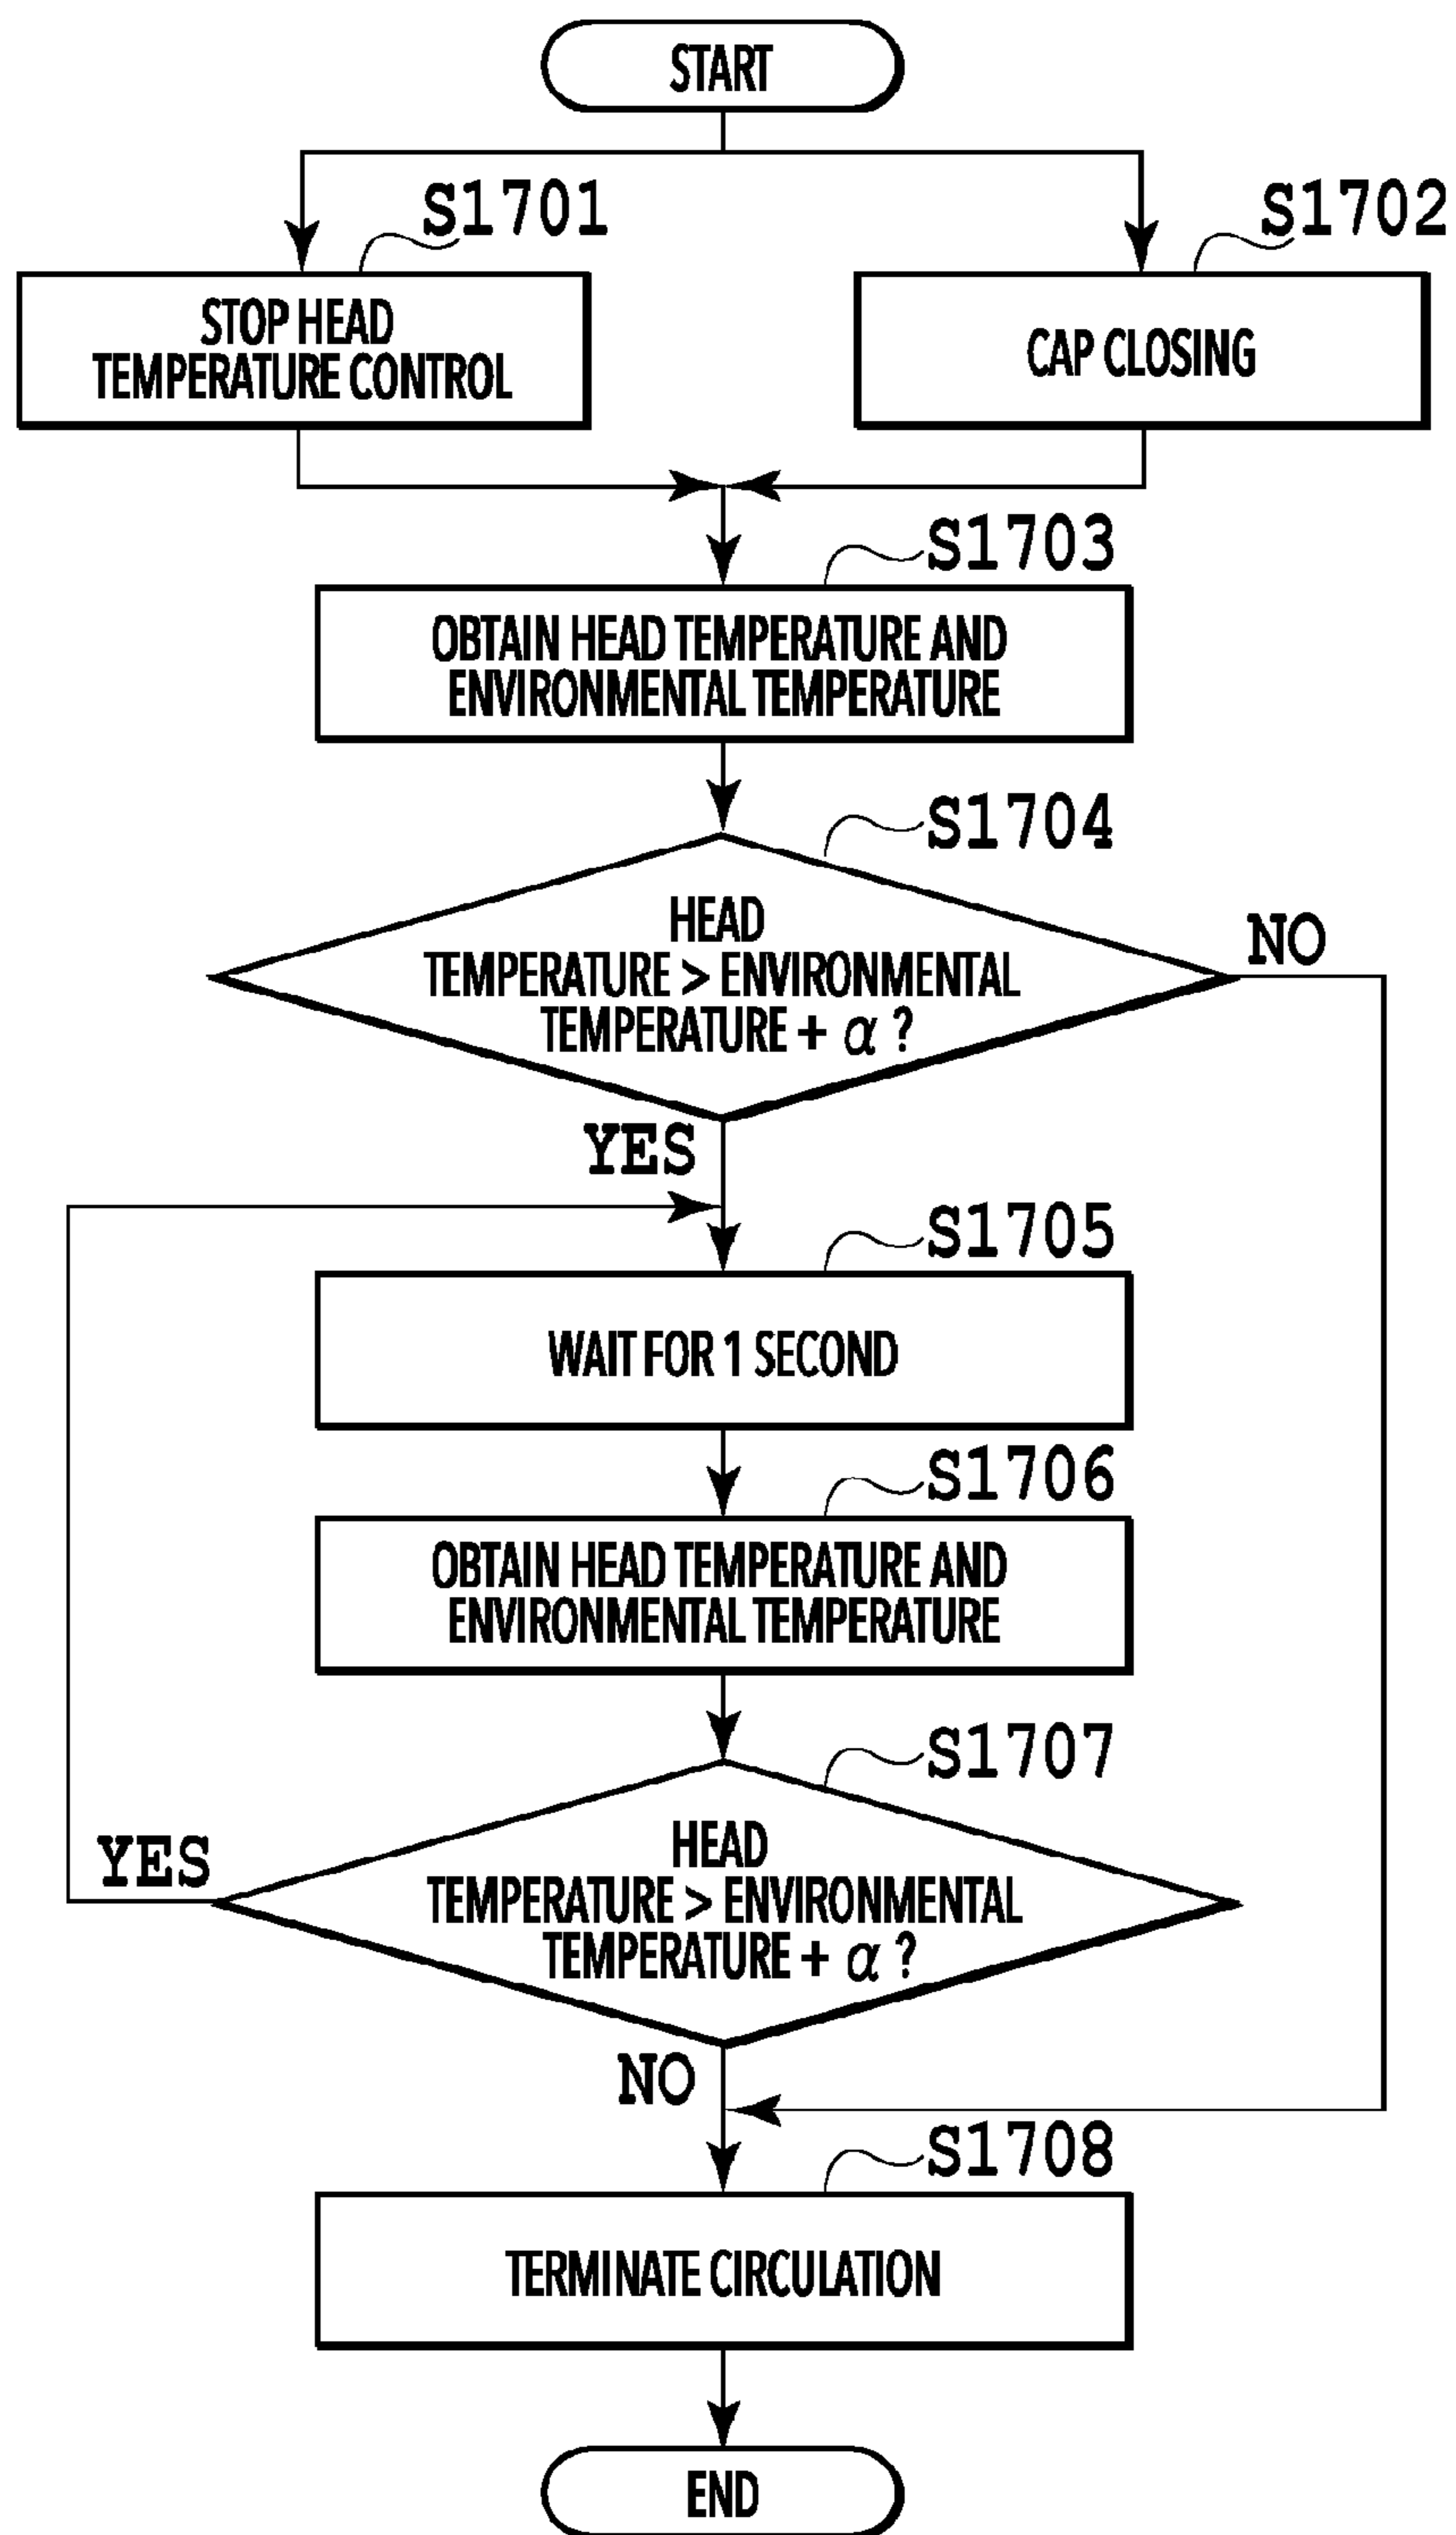 START
S1701
S1702
STOP HEAD
TEMPERATURE CONTROL
CAP CLOSING
S1703
OBTAIN HEAD TEMPERATURE AND
ENVIRONMENTAL TEMPERATURE
S1704
HEAD
TEMPERATURE > ENVIRONMENTAL
TEMPERATURE + α ?
NO
YES
S1705
WAIT FOR 1 SECOND
S1706
OBTAIN HEAD TEMPERATURE AND
ENVIRONMENTAL TEMPERATURE
S1707
HEAD
TEMPERATURE > ENVIRONMENTAL
TEMPERATURE + α ?
YES
NO
S1708
TERMINATE CIRCULATION
END